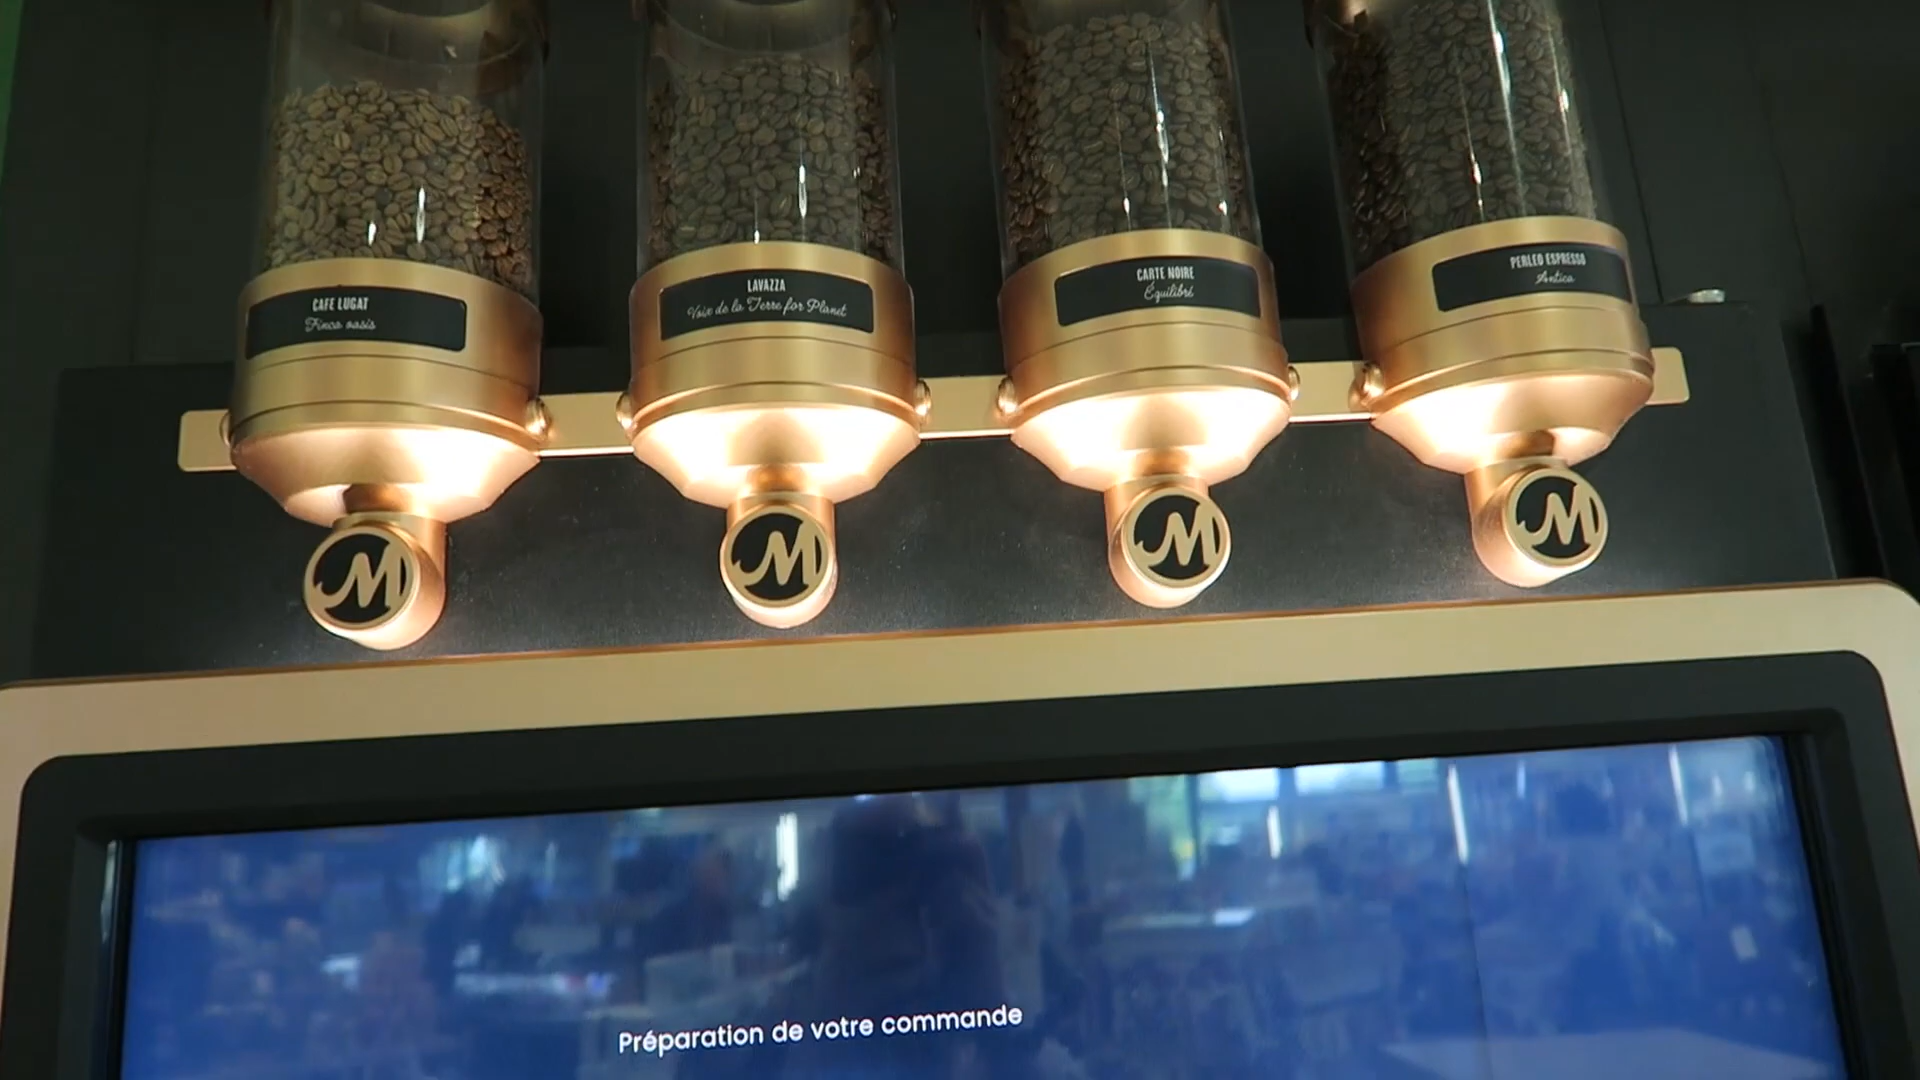 CAFE LUGAT
Finca oasis
LAVAZZA
Voix de la Terre for Planet
CARTE NOIRE
Équilibré
PERLEO ESPRESSO
Antica
M
M
M
M
Préparation de votre commande